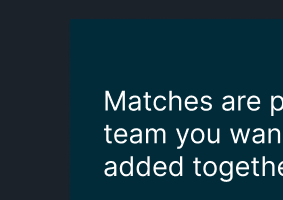 Matches are p
team you wan
added togethe